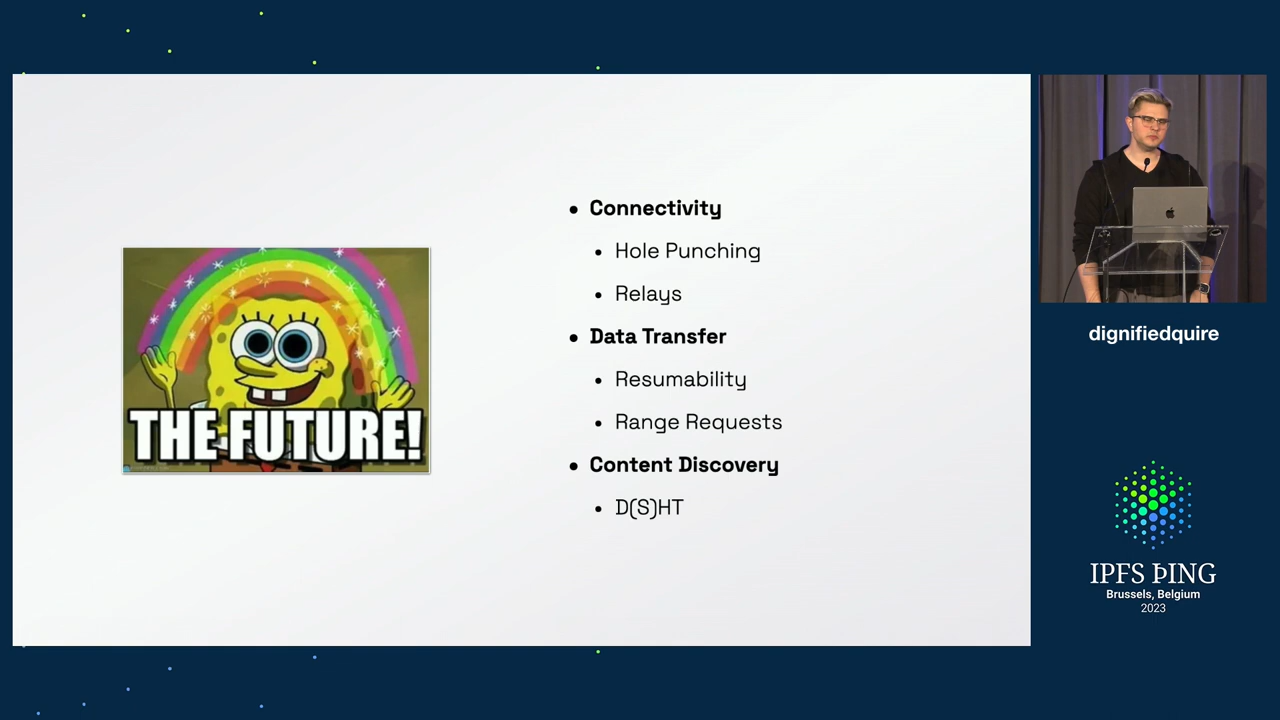 THE FUTURE!
• Connectivity
• Hole Punching
• Relays
• Data Transfer
• Resumability
• Range Requests
• Content Discovery
• D(S)HT
dignifiedquire
IPFS ÞING
Brussels, Belgium
2023